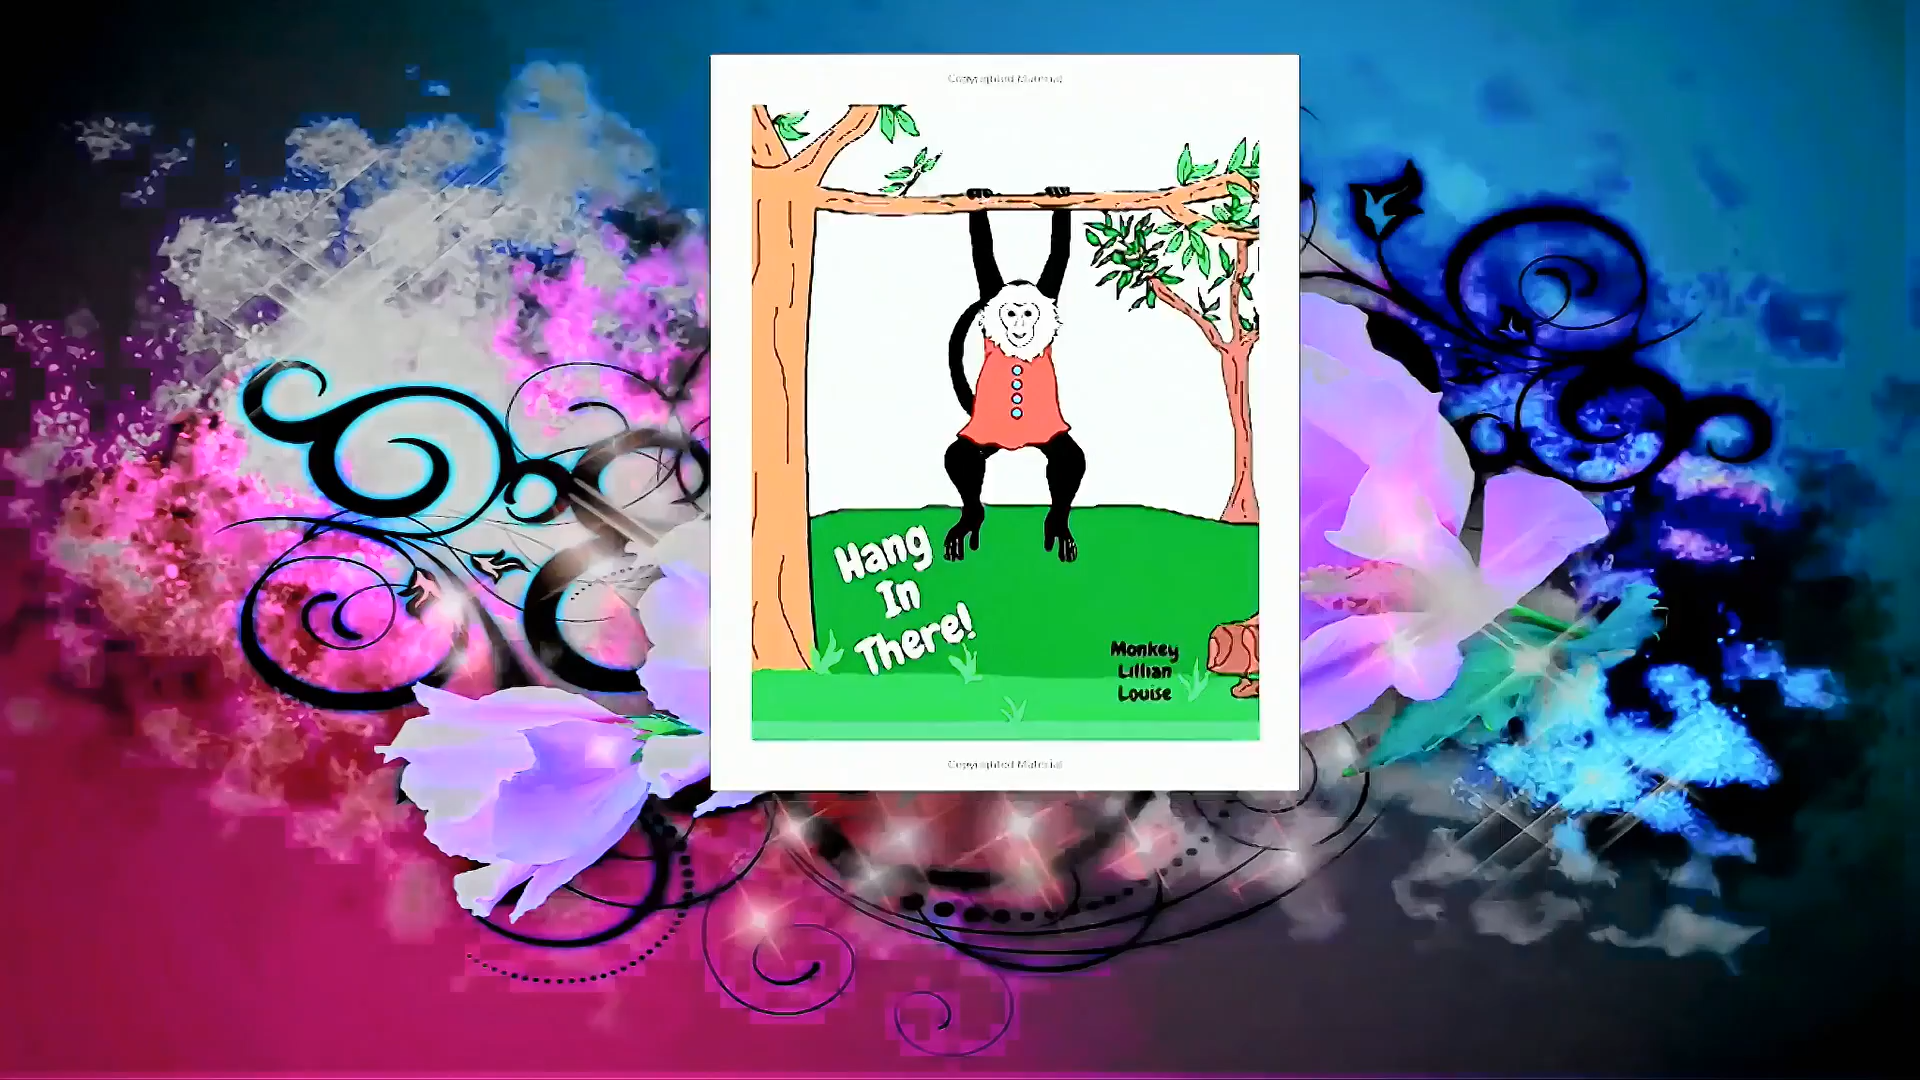 Copyrighted Material
Hang
In
There!
Monkey
Lillian
Louise
Copyrighted Material